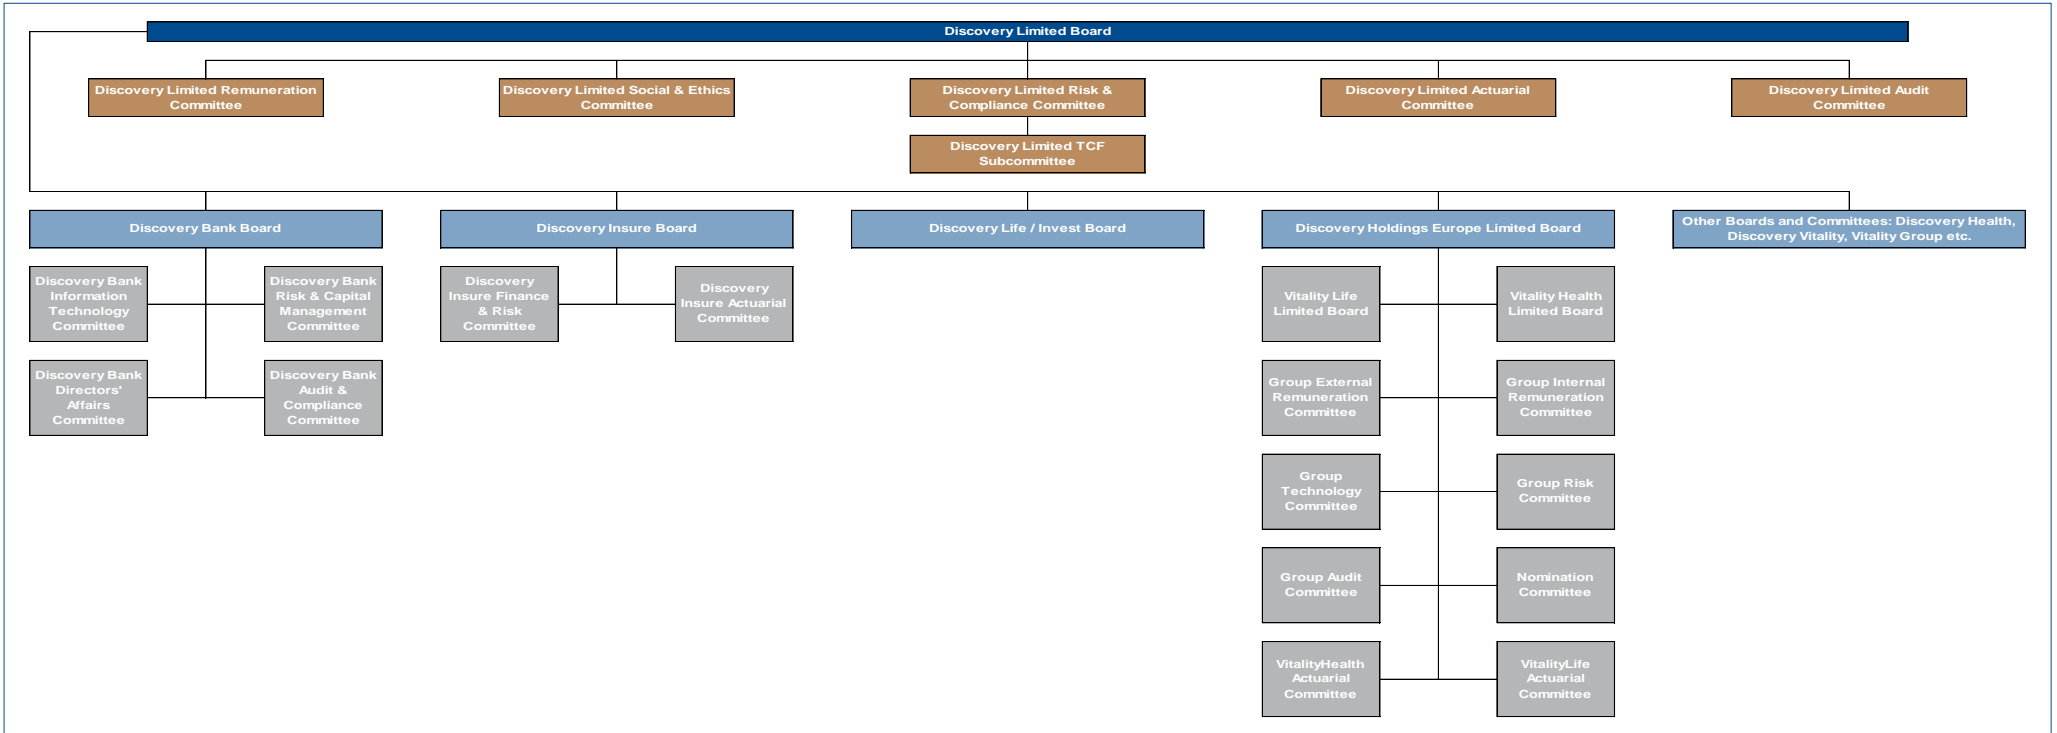 Discovery Limited Board
Discovery Limited Remuneration
Committee
Discovery Limited Social & Ethics
Committee
Discovery Limited Risk &
Compliance Committee
Discovery Limited Actuarial
Committee
Discovery Limited Audit
Committee
Discovery Limited TCF
Subcommittee
Discovery Bank Board
Discovery Insure Board
Discovery Life / Invest Board
Discovery Holdings Europe Limited Board
Other Boards and Committees: Discovery Health,
Discovery Vitality, Vitality Group etc.
Discovery Bank
Information
Technology
Committee
Discovery Bank
Risk & Capital
Management
Committee
Discovery
Insure Finance
& Risk
Committee
Discovery
Insure Actuarial
Committee
Vitality Life
Limited Board
Vitality Health
Limited Board
Discovery Bank
Directors'
Affairs
Committee
Discovery Bank
Audit &
Compliance
Committee
Group External
Remuneration
Committee
Group Internal
Remuneration
Committee
Group
Technology
Committee
Group Risk
Committee
Group Audit
Committee
Nomination
Committee
VitalityHealth
Actuarial
Committee
VitalityLife
Actuarial
Committee